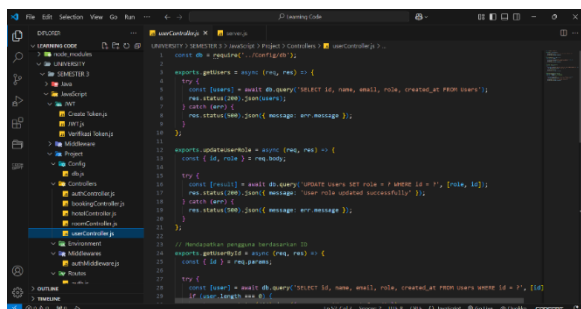 File Edit Selection View Go Run ...
Learning Code
EXPLORER
userController.js
server.js
LEARNING CODE
UNIVERSITY > SEMESTER 3 > JavaScript > Project > Controllers > userController.js > ...
node_modules
UNIVERSITY
SEMESTER 3
Java
JavaScript
JWT
Create Token.js
JWT.js
Verifikasi Token.js
Middleware
Project
Config
db.js
Controllers
authController.js
bookingController.js
hotelController.js
roomController.js
userController.js
Environment
Middlewares
authMiddleware.js
Routes
OUTLINE
TIMELINE
const db = require('../Config/db');
exports.getUsers = async (req, res) => {
try {
const [users] = await db.query('SELECT id, name, email, role, created_at FROM Users');
res.status(200).json(users);
} catch (err) {
res.status(500).json({ message: err.message });
}
};
exports.updateUserRole = async (req, res) => {
const { id, role } = req.body;
try {
const [result] = await db.query('UPDATE Users SET role = ? WHERE id = ?', [role, id]);
res.status(200).json({ message: 'User role updated successfully' });
} catch (err) {
res.status(500).json({ message: err.message });
}
};
// Mendapatkan pengguna berdasarkan ID
exports.getUserById = async (req, res) => {
const { id } = req.params;
try {
const [user] = await db.query('SELECT id, name, email, role, created_at FROM Users WHERE id = ?', [id]
if (user.length === 0) {